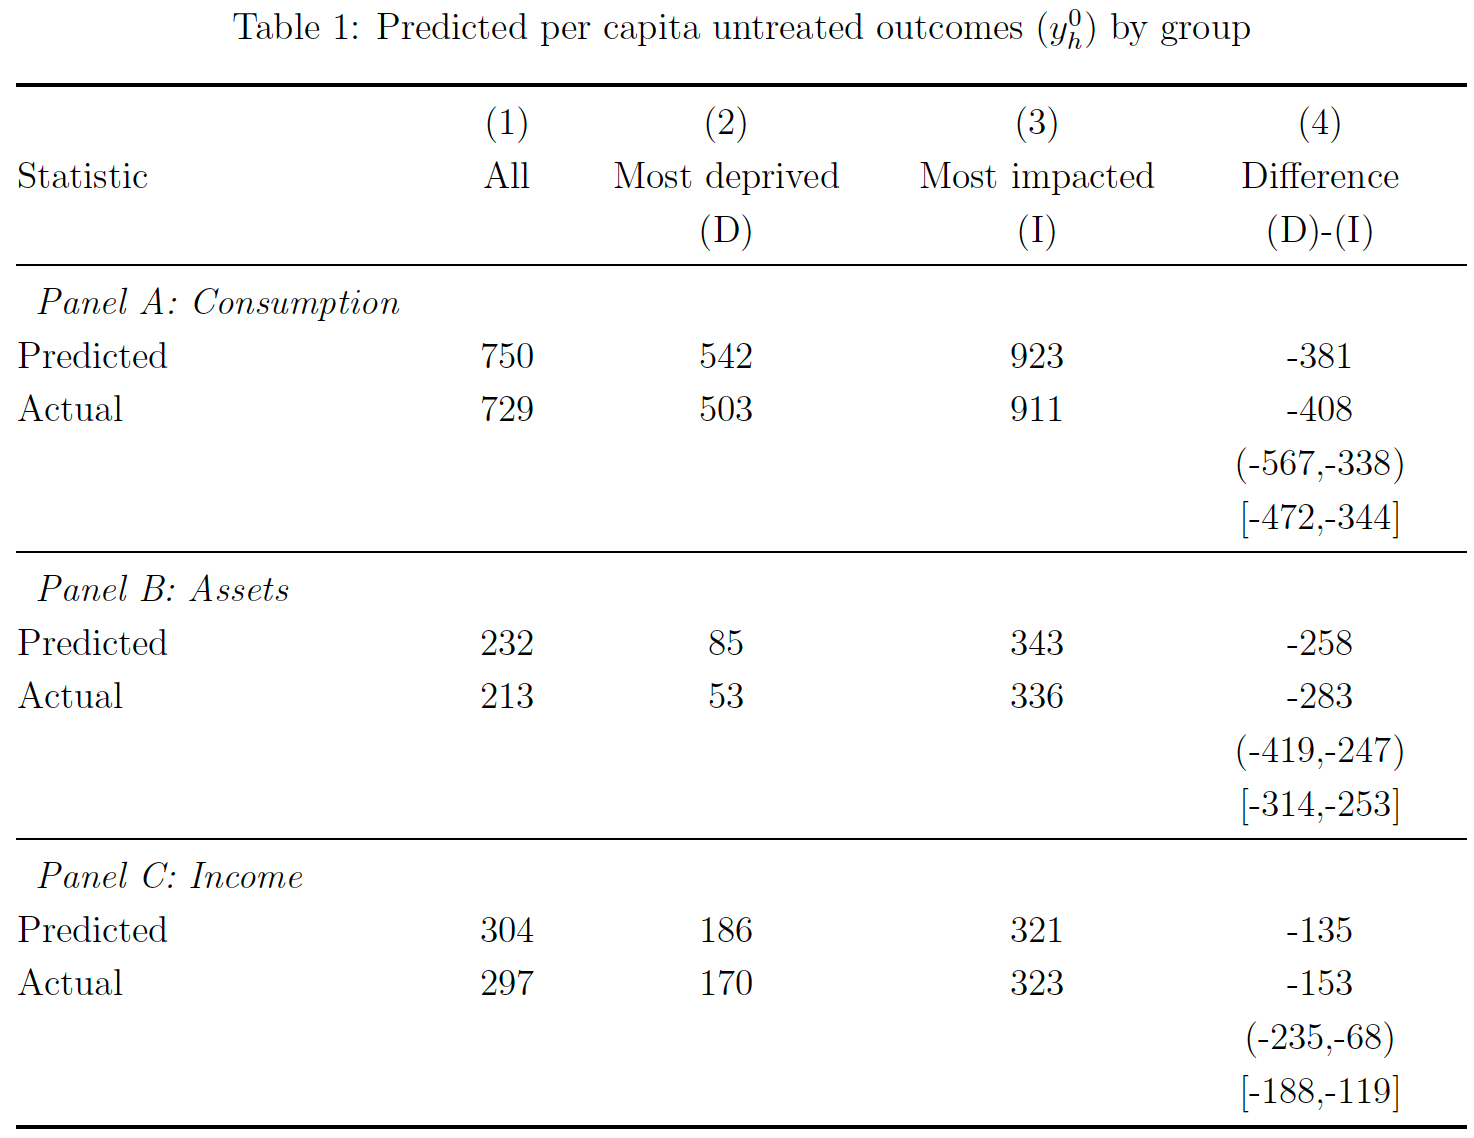 Table 1: Predicted per capita untreated outcomes (y_h^0) by group
(1) (2) (3) (4)
Statistic All Most deprived Most impacted Difference
(D) (I) (D)-(I)
Panel A: Consumption
Predicted 750 542 923 -381
Actual 729 503 911 -408
(-567,-338)
[-472,-344]
Panel B: Assets
Predicted 232 85 343 -258
Actual 213 53 336 -283
(-419,-247)
[-314,-253]
Panel C: Income
Predicted 304 186 321 -135
Actual 297 170 323 -153
(-235,-68)
[-188,-119]